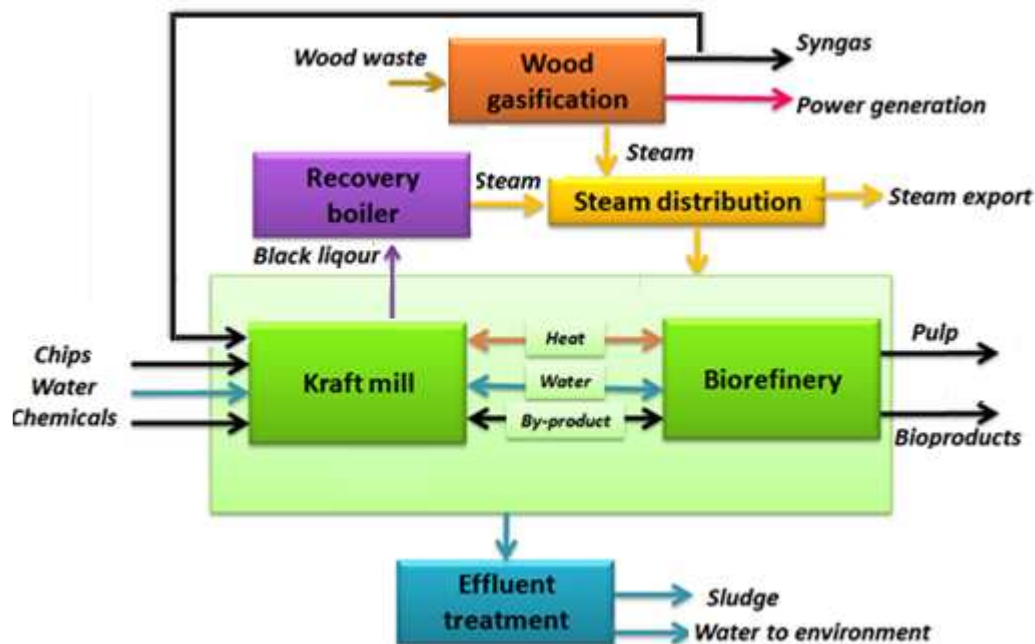 Syngas
Wood waste
Wood
gasification
Power generation
Steam
Recovery
boiler
Steam
Steam distribution
Steam export
Black liqour
Chips
Water
Chemicals
Kraft mill
Heat
Water
By-product
Biorefinery
Pulp
Bioproducts
Effluent
treatment
Sludge
Water to environment